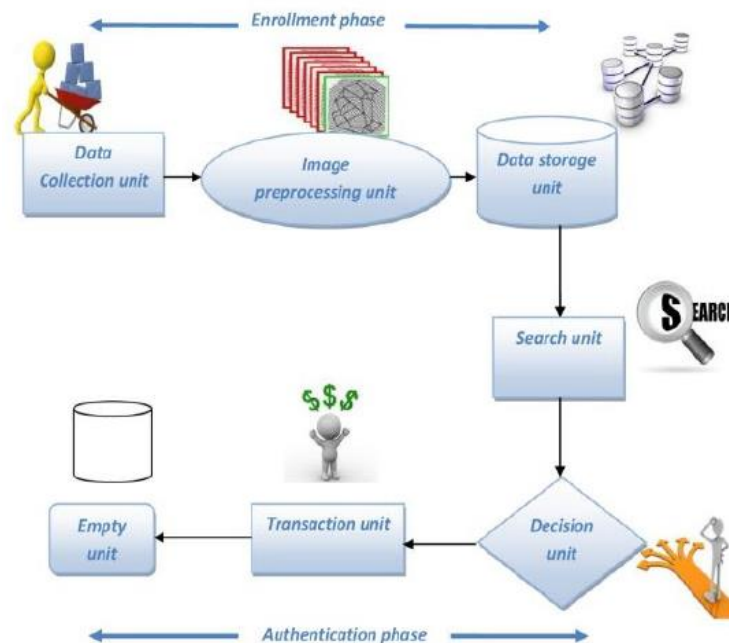 Enrollment phase
Data
Collection unit
Image
preprocessing unit
Data storage
unit
Search unit
SEARCH
$ $ $
Empty
unit
Transaction unit
Decision
unit
Authentication phase